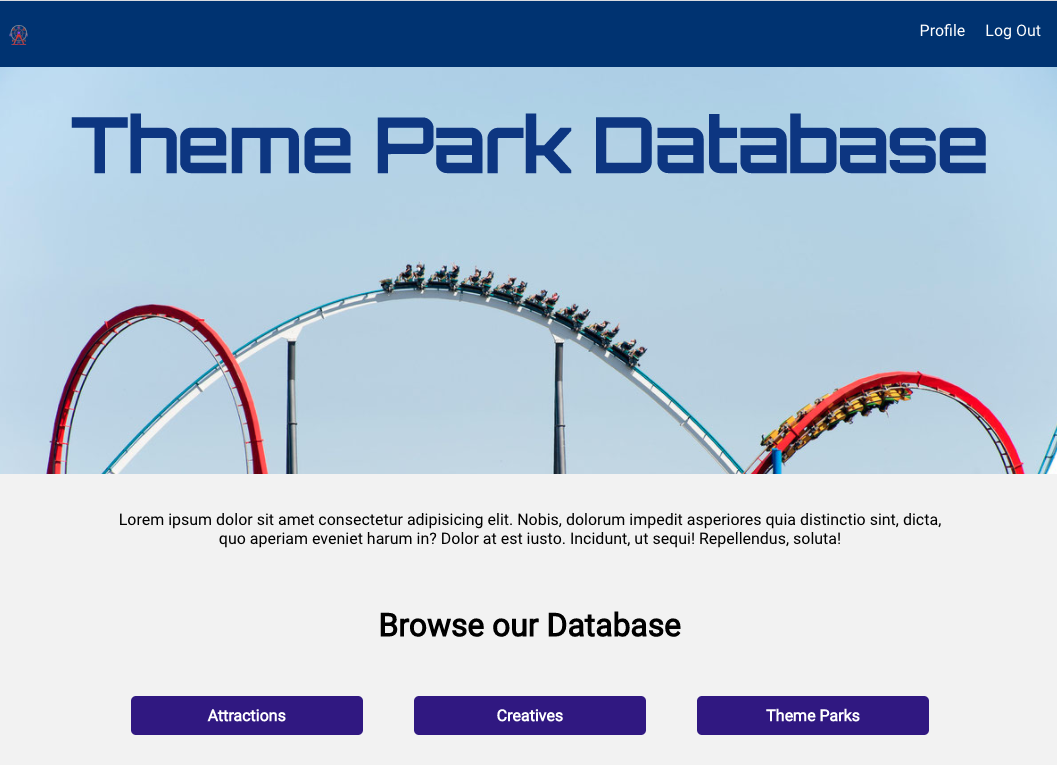 Profile Log Out
Theme Park Database
Lorem ipsum dolor sit amet consectetur adipisicing elit. Nobis, dolorum impedit asperiores quia distinctio sint, dicta,
quo aperiam eveniet harum in? Dolor at est iusto. Incidunt, ut sequi! Repellendus, soluta!
Browse our Database
Attractions Creatives Theme Parks